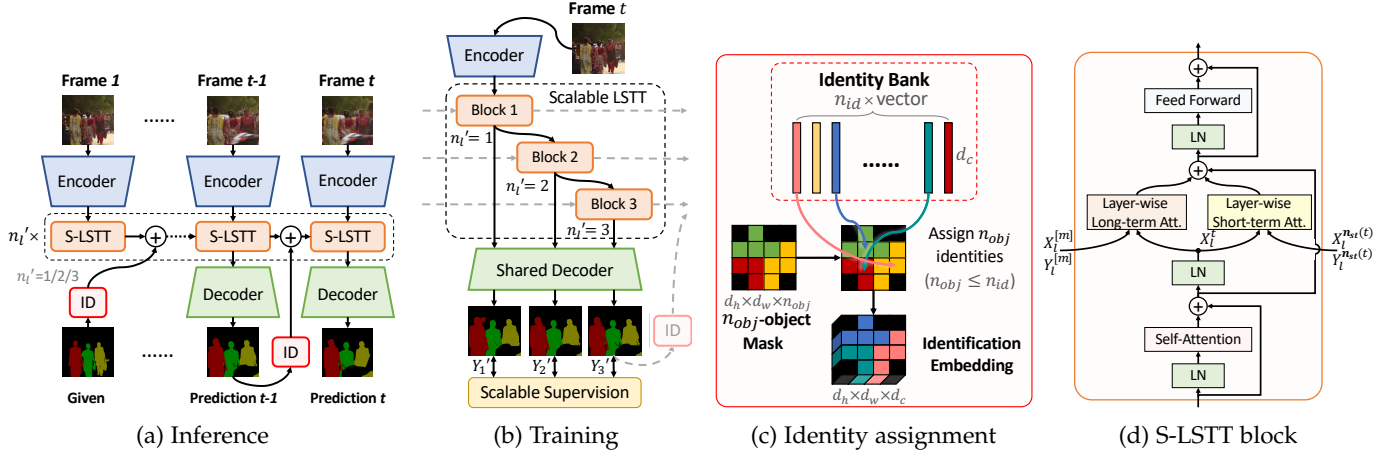 Frame 1
Frame t-1
Frame t
......
Encoder
Encoder
Encoder
n_l'×
S-LSTT
S-LSTT
S-LSTT
n_l'=1/2/3
ID
Decoder
Decoder
ID
......
Given
Prediction t-1
Prediction t
(a) Inference
Frame t
Encoder
Scalable LSTT
Block 1
n_l'= 1
Block 2
n_l'= 2
Block 3
n_l'= 3
Shared Decoder
ID
Y_1'
Y_2'
Y_3'
Scalable Supervision
(b) Training
Identity Bank
n_id × vector
......
d_c
Assign n_obj
identities
(n_obj ≤ n_id)
d_h×d_w×n_obj
n_obj-object
Mask
Identification
Embedding
d_h×d_w×d_c
(c) Identity assignment
Feed Forward
LN
Layer-wise
Long-term Att.
Layer-wise
Short-term Att.
X_l^[m]
Y_l^[m]
X_l^t
X_l^{n_st(t)}
Y_l^{n_st(t)}
LN
Self-Attention
LN
(d) S-LSTT block